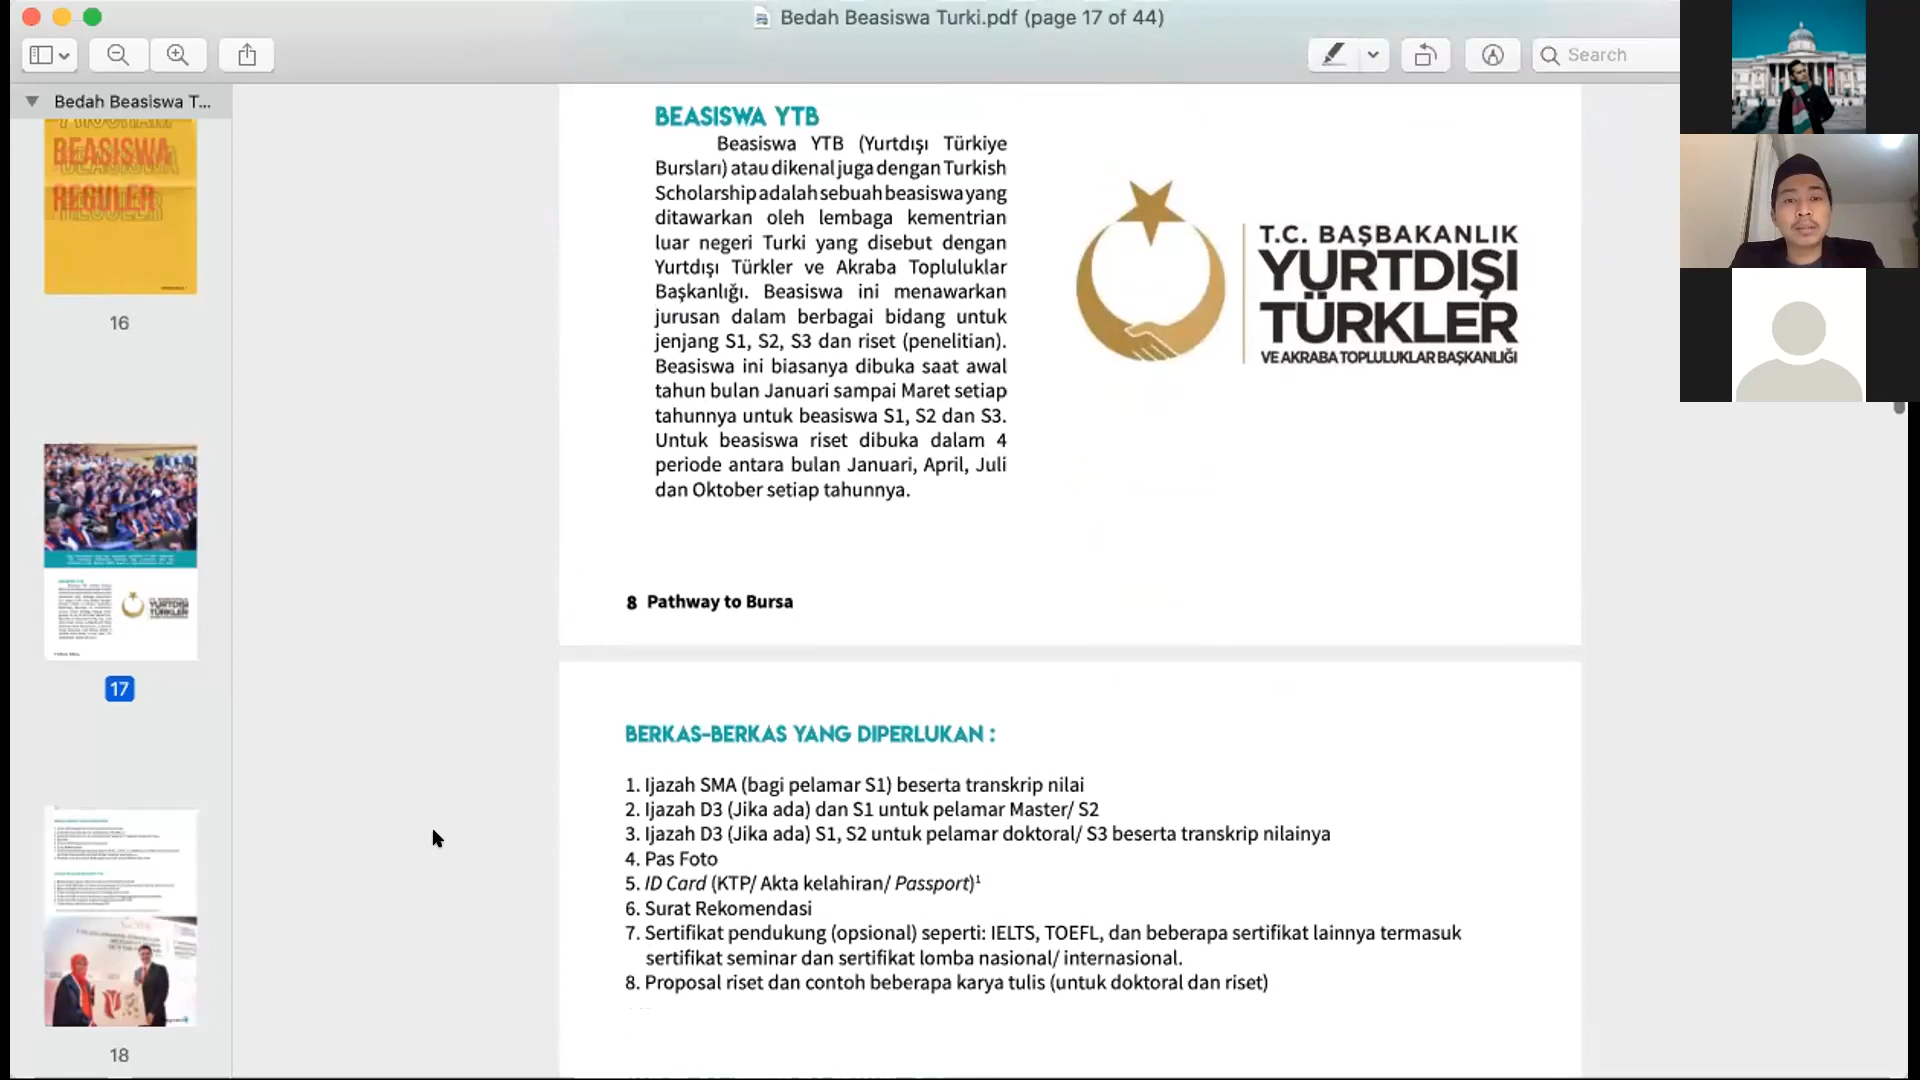 Bedah Beasiswa Turki.pdf (page 17 of 44)
Search
Bedah Beasiswa T...
PROGRAM
BEASISWA
REGULER
16
17
18
BEASISWA YTB
Beasiswa YTB (Yurtdışı Türkiye
Bursları) atau dikenal juga dengan Turkish
Scholarship adalah sebuah beasiswa yang
ditawarkan oleh lembaga kementrian
luar negeri Turki yang disebut dengan
Yurtdışı Türkler ve Akraba Topluluklar
Başkanlığı. Beasiswa ini menawarkan
jurusan dalam berbagai bidang untuk
jenjang S1, S2, S3 dan riset (penelitian).
Beasiswa ini biasanya dibuka saat awal
tahun bulan Januari sampai Maret setiap
tahunnya untuk beasiswa S1, S2 dan S3.
Untuk beasiswa riset dibuka dalam 4
periode antara bulan Januari, April, Juli
dan Oktober setiap tahunnya.
T.C. BAŞBAKANLIK
YURTDIŞI
TÜRKLER
VE AKRABA TOPLULUKLAR BAŞKANLIĞI
8 Pathway to Bursa
BERKAS-BERKAS YANG DIPERLUKAN :
1. Ijazah SMA (bagi pelamar S1) beserta transkrip nilai
2. Ijazah D3 (Jika ada) dan S1 untuk pelamar Master/ S2
3. Ijazah D3 (Jika ada) S1, S2 untuk pelamar doktoral/ S3 beserta transkrip nilainya
4. Pas Foto
5. ID Card (KTP/ Akta kelahiran/ Passport)¹
6. Surat Rekomendasi
7. Sertifikat pendukung (opsional) seperti: IELTS, TOEFL, dan beberapa sertifikat lainnya termasuk
sertifikat seminar dan sertifikat lomba nasional/ internasional.
8. Proposal riset dan contoh beberapa karya tulis (untuk doktoral dan riset)